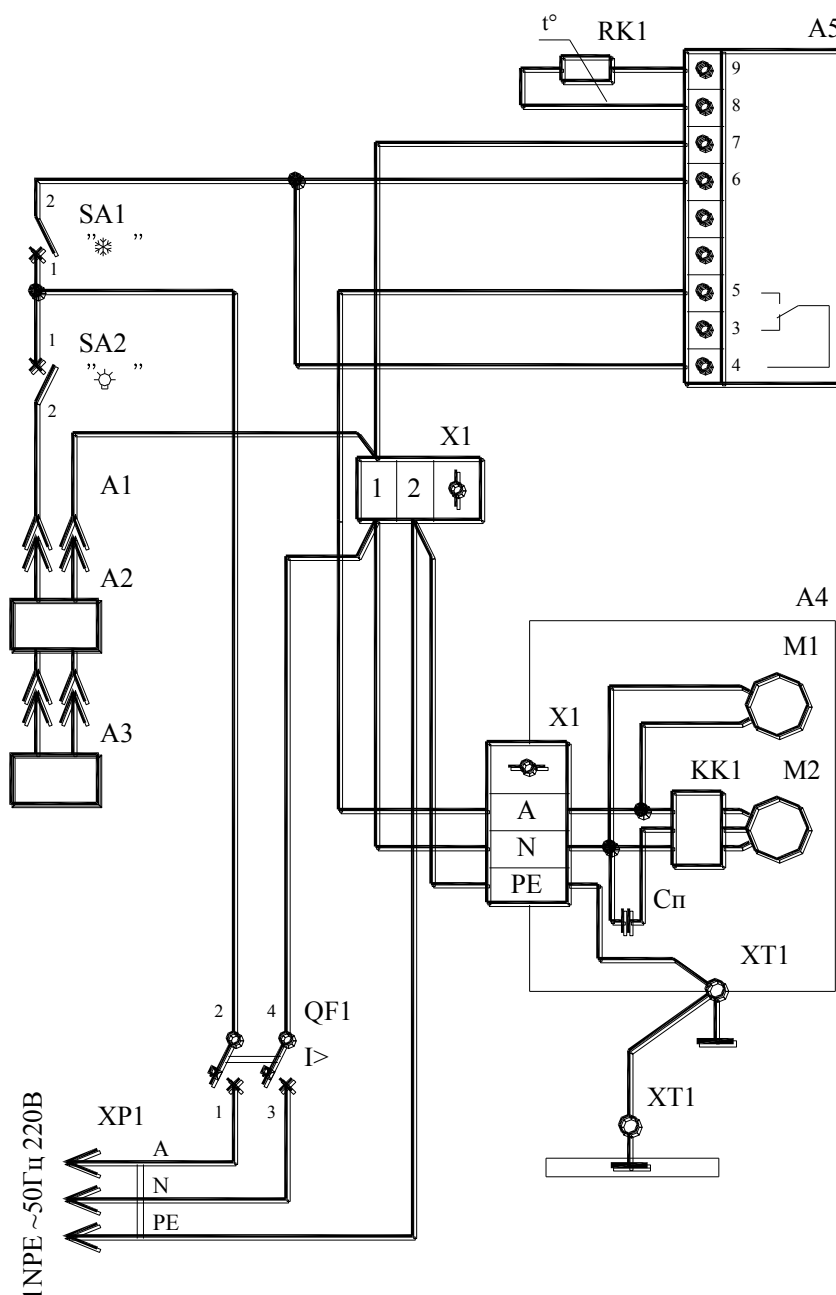 t° RK1 A5
9
8
7
6
5
3
4
2
SA1
” ”
1
1
SA2
” ”
2
X1
1 2
A1
A2
A3
A4
M1
X1
KK1 M2
A
N
PE
Сп
XT1
2 4 QF1
I>
XP1 1 3
XT1
A
N
PE
1NPE ~50Гц 220В